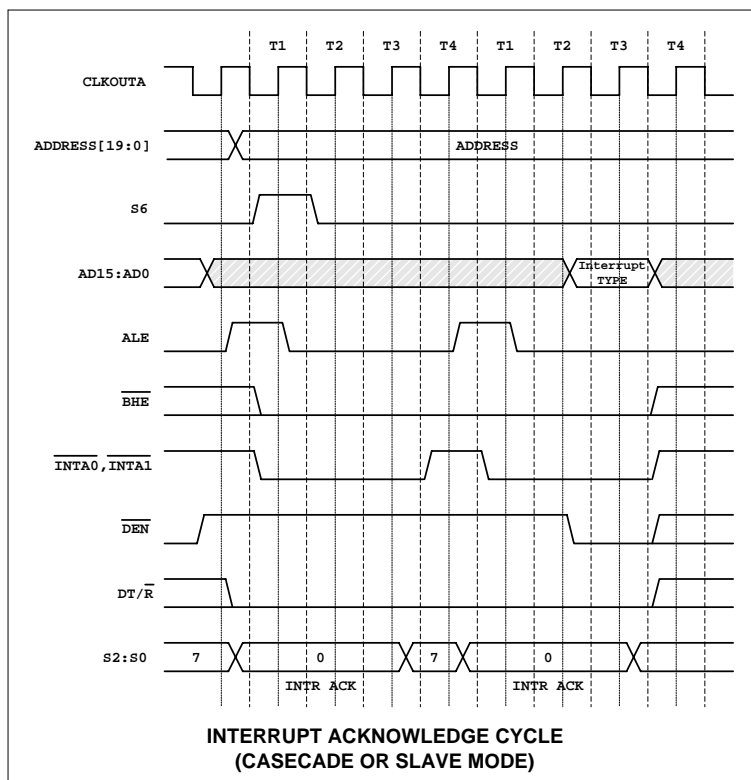 T1 T2 T3 T4 T1 T2 T3 T4
CLKOUTA
ADDRESS[19:0] ADDRESS
S6
AD15:AD0 Interrupt
TYPE
ALE
BHE
INTA0,INTA1
DEN
DT/R
S2:S0 7 0 7 0
INTR ACK INTR ACK
INTERRUPT ACKNOWLEDGE CYCLE
(CASECADE OR SLAVE MODE)